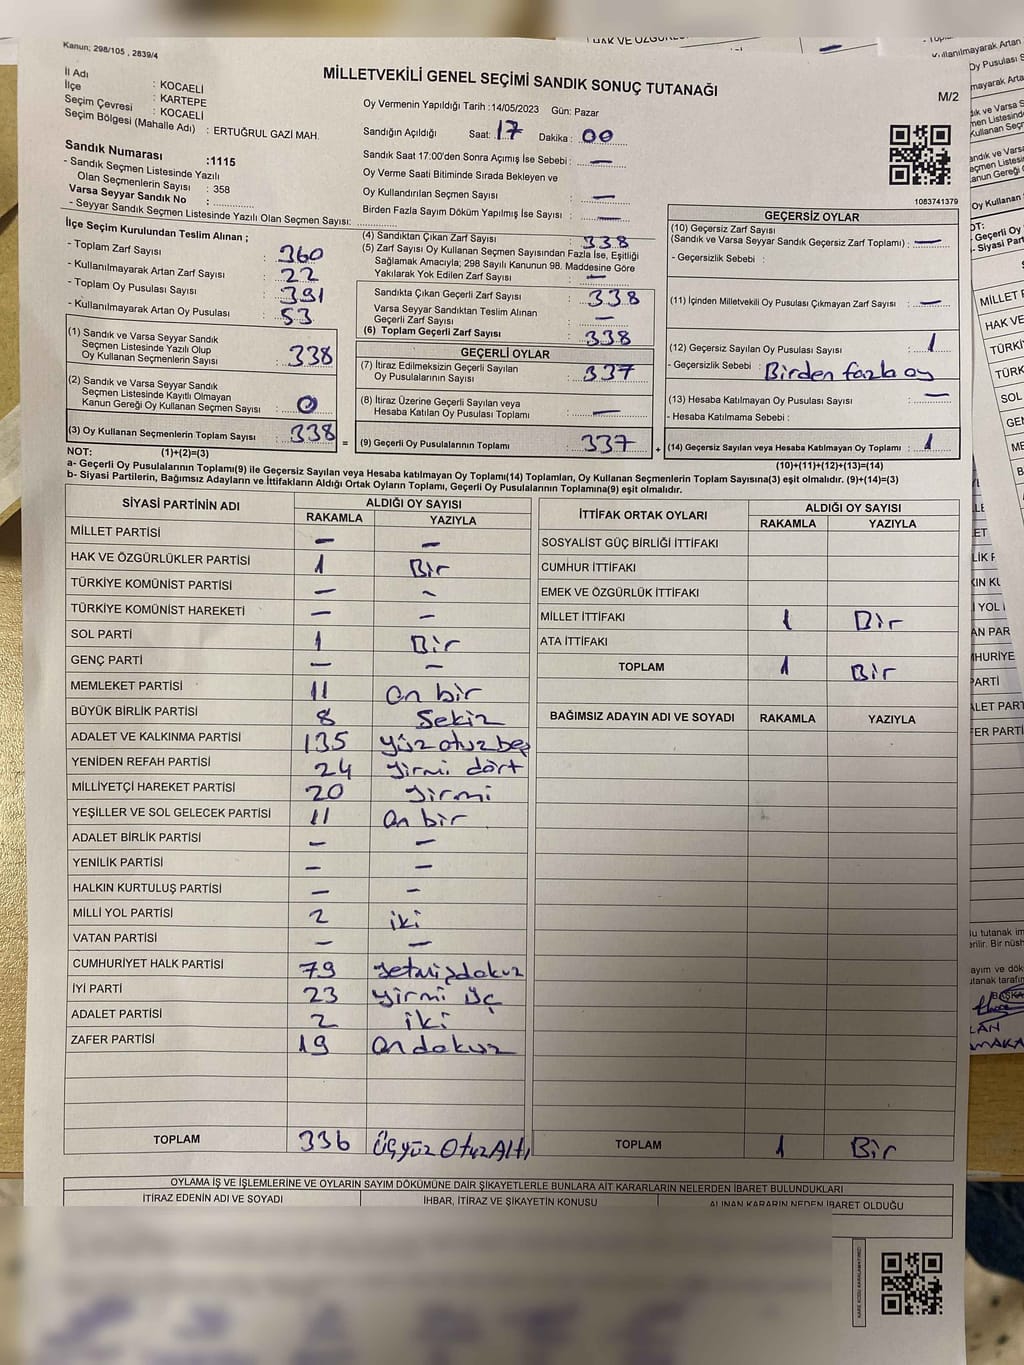 Kanun; 298/105 , 2839/4
MİLLETVEKİLİ GENEL SEÇİMİ SANDIK SONUÇ TUTANAĞI
M/2
İl Adı : KOCAELİ
İlçe : KARTEPE
Seçim Çevresi : KOCAELİ
Seçim Bölgesi (Mahalle Adı) : ERTUĞRUL GAZİ MAH.
Sandık Numarası :1115
- Sandık Seçmen Listesinde Yazılı
Olan Seçmenlerin Sayısı : 358
Varsa Seyyar Sandık No :
- Seyyar Sandık Seçmen Listesinde Yazılı Olan Seçmen Sayısı:
Oy Vermenin Yapıldığı Tarih :14/05/2023 Gün: Pazar
Sandığın Açıldığı Saat: 17 Dakika : 00
Sandık Saat 17:00'den Sonra Açımış İse Sebebi : —
Oy Verme Saati Bitiminde Sırada Bekleyen ve
Oy Kullandırılan Seçmen Sayısı : —
Birden Fazla Sayım Döküm Yapılmış İse Sayısı : —
1083741379
İlçe Seçim Kurulundan Teslim Alınan ;
- Toplam Zarf Sayısı : 360
- Kullanılmayarak Artan Zarf Sayısı : 22
- Toplam Oy Pusulası Sayısı : 391
- Kullanılmayarak Artan Oy Pusulası : 53
(1) Sandık ve Varsa Seyyar Sandık
Seçmen Listesinde Yazılı Olup
Oy Kullanan Seçmenlerin Sayısı : 338
(2) Sandık ve Varsa Seyyar Sandık
Seçmen Listesinde Kayıtlı Olmayan
Kanun Gereği Oy Kullanan Seçmen Sayısı : 0
(3) Oy Kullanan Seçmenlerin Toplam Sayısı : 338 =
(4) Sandıktan Çıkan Zarf Sayısı : 338
(5) Zarf Sayısı Oy Kullanan Seçmen Sayısından Fazla İse, Eşitliği
Sağlamak Amacıyla; 298 Sayılı Kanunun 98. Maddesine Göre
Yakılarak Yok Edilen Zarf Sayısı : —
Sandıkta Çıkan Geçerli Zarf Sayısı : 338
Varsa Seyyar Sandıktan Teslim Alınan
Geçerli Zarf Sayısı : —
(6) Toplam Geçerli Zarf Sayısı : 338
GEÇERLİ OYLAR
(7) İtiraz Edilmeksizin Geçerli Sayılan
Oy Pusulalarının Sayısı : 337
(8) İtiraz Üzerine Geçerli Sayılan veya
Hesaba Katılan Oy Pusulası Toplamı : —
(9) Geçerli Oy Pusulalarının Toplamı : 337 +
GEÇERSİZ OYLAR
(10) Geçersiz Zarf Sayısı
(Sandık ve Varsa Seyyar Sandık Geçersiz Zarf Toplamı) : —
- Geçersizlik Sebebi :
(11) İçinden Milletvekili Oy Pusulası Çıkmayan Zarf Sayısı : —
(12) Geçersiz Sayılan Oy Pusulası Sayısı : 1
- Geçersizlik Sebebi : Birden fazla oy
(13) Hesaba Katılmayan Oy Pusulası Sayısı : —
- Hesaba Katılmama Sebebi :
(14) Geçersiz Sayılan veya Hesaba Katılmayan Oy Toplamı : 1
NOT: (1)+(2)=(3)
(10)+(11)+(12)+(13)=(14)
a- Geçerli Oy Pusulalarının Toplamı(9) ile Geçersiz Sayılan veya Hesaba katılmayan Oy Toplamı(14) Toplamları, Oy Kullanan Seçmenlerin Toplam Sayısına(3) eşit olmalıdır. (9)+(14)=(3)
b- Siyasi Partilerin, Bağımsız Adayların ve İttifakların Aldığı Ortak Oyların Toplamı, Geçerli Oy Pusulalarının Toplamına(9) eşit olmalıdır.
SİYASİ PARTİNİN ADI ALDIĞI OY SAYISI
RAKAMLA YAZIYLA
MİLLET PARTİSİ — —
HAK VE ÖZGÜRLÜKLER PARTİSİ 1 Bir
TÜRKİYE KOMÜNİST PARTİSİ — —
TÜRKİYE KOMÜNİST HAREKETİ — —
SOL PARTİ 1 Bir
GENÇ PARTİ — —
MEMLEKET PARTİSİ 11 on bir
BÜYÜK BİRLİK PARTİSİ 8 Sekiz
ADALET VE KALKINMA PARTİSİ 135 yüz otuz beş
YENİDEN REFAH PARTİSİ 24 yirmi dört
MİLLİYETÇİ HAREKET PARTİSİ 20 yirmi
YEŞİLLER VE SOL GELECEK PARTİSİ 11 on bir
ADALET BİRLİK PARTİSİ — —
YENİLİK PARTİSİ — —
HALKIN KURTULUŞ PARTİSİ — —
MİLLİ YOL PARTİSİ 2 iki
VATAN PARTİSİ — —
CUMHURİYET HALK PARTİSİ 79 yetmişdokuz
İYİ PARTİ 23 yirmi üç
ADALET PARTİSİ 2 iki
ZAFER PARTİSİ 19 ondokuz
TOPLAM 336 üçyüz Otuz Altı
İTTİFAK ORTAK OYLARI ALDIĞI OY SAYISI
RAKAMLA YAZIYLA
SOSYALİST GÜÇ BİRLİĞİ İTTİFAKI
CUMHUR İTTİFAKI
EMEK VE ÖZGÜRLÜK İTTİFAKI
MİLLET İTTİFAKI 1 Bir
ATA İTTİFAKI
TOPLAM 1 Bir
BAĞIMSIZ ADAYIN ADI VE SOYADI RAKAMLA YAZIYLA
TOPLAM 1 Bir
OYLAMA İŞ VE İŞLEMLERİNE VE OYLARIN SAYIM DÖKÜMÜNE DAİR ŞİKAYETLERLE BUNLARA AİT KARARLARIN NELERDEN İBARET BULUNDUKLARI
İTİRAZ EDENİN ADI VE SOYADI İHBAR, İTİRAZ VE ŞİKAYETİN KONUSU ALINAN KARARIN NEDEN İBARET OLDUĞU